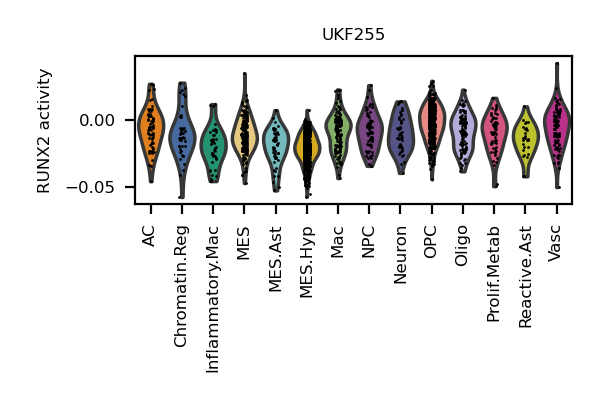 UKF255
RUNX2 activity
0.00
−0.05
AC
Chromatin.Reg
Inflammatory.Mac
MES
MES.Ast
MES.Hyp
Mac
NPC
Neuron
OPC
Oligo
Prolif.Metab
Reactive.Ast
Vasc